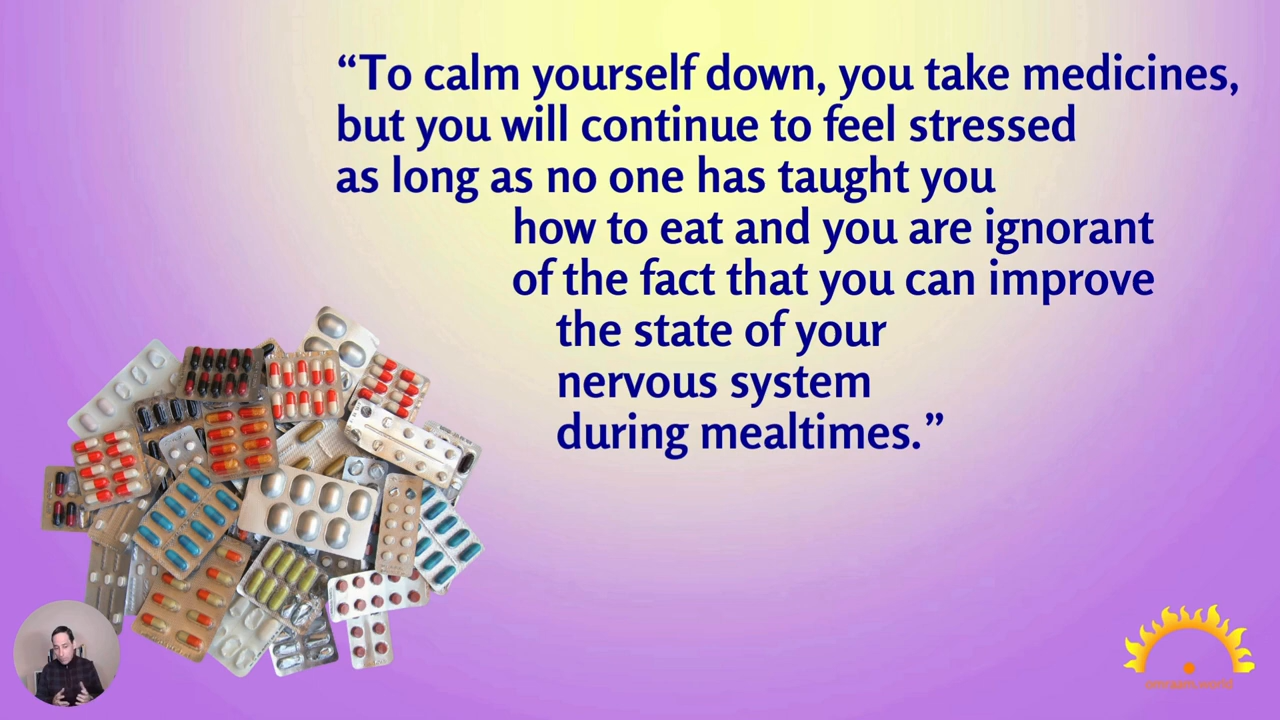 “To calm yourself down, you take medicines,
but you will continue to feel stressed
as long as no one has taught you
how to eat and you are ignorant
of the fact that you can improve
the state of your
nervous system
during mealtimes.”